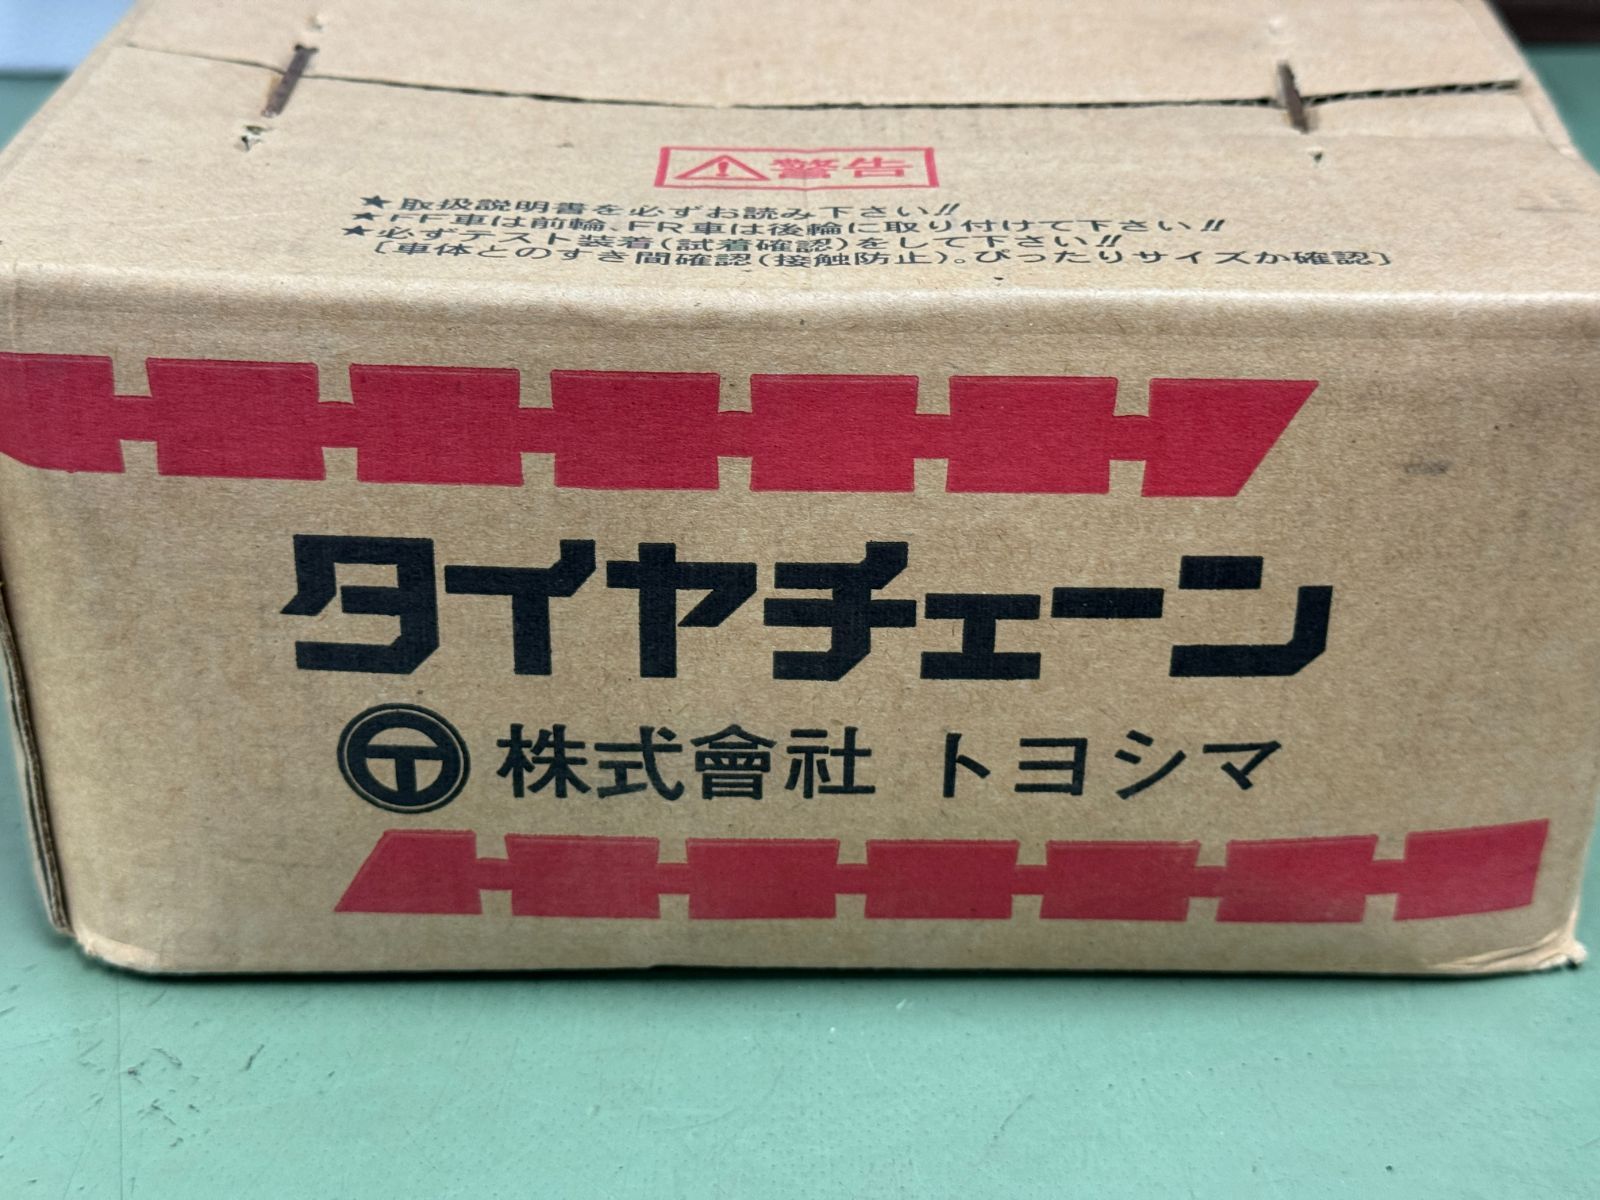 ⚠警告
★取扱説明書を必ずお読み下さい!!
★FF車は前輪、FR車は後輪に取り付けて下さい!!
★必ずテスト装着(試着確認)をして下さい!!
〔車体とのすき間確認(接触防止)。ぴったりサイズか確認〕
タイヤチェーン
株式會社 トヨシマ